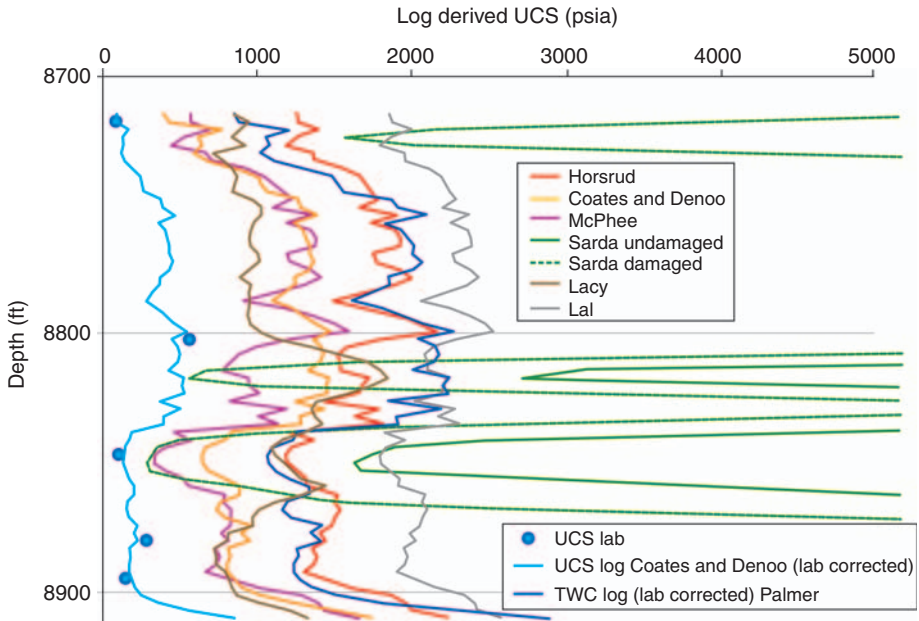 Log derived UCS (psia)
0 1000 2000 3000 4000 5000
8700
8800
8900
Depth (ft)
Horsrud
Coates and Denoo
McPhee
Sarda undamaged
Sarda damaged
Lacy
Lal
UCS lab
UCS log Coates and Denoo (lab corrected)
TWC log (lab corrected) Palmer